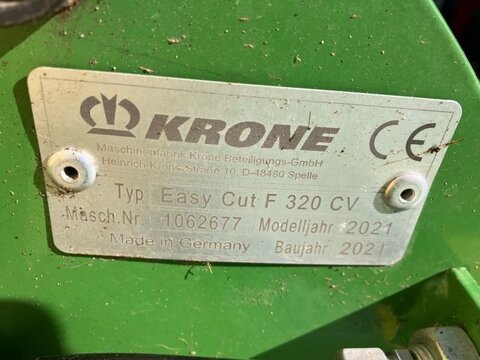 KRONE CE
Maschinenfabrik Krone Beteiligungs-GmbH
Heinrich-Krone-Straße 10, D-48480 Spelle
Typ Easy Cut F 320 CV
Masch.Nr. 1062677 Modelljahr 2021
Made in Germany Baujahr 2021